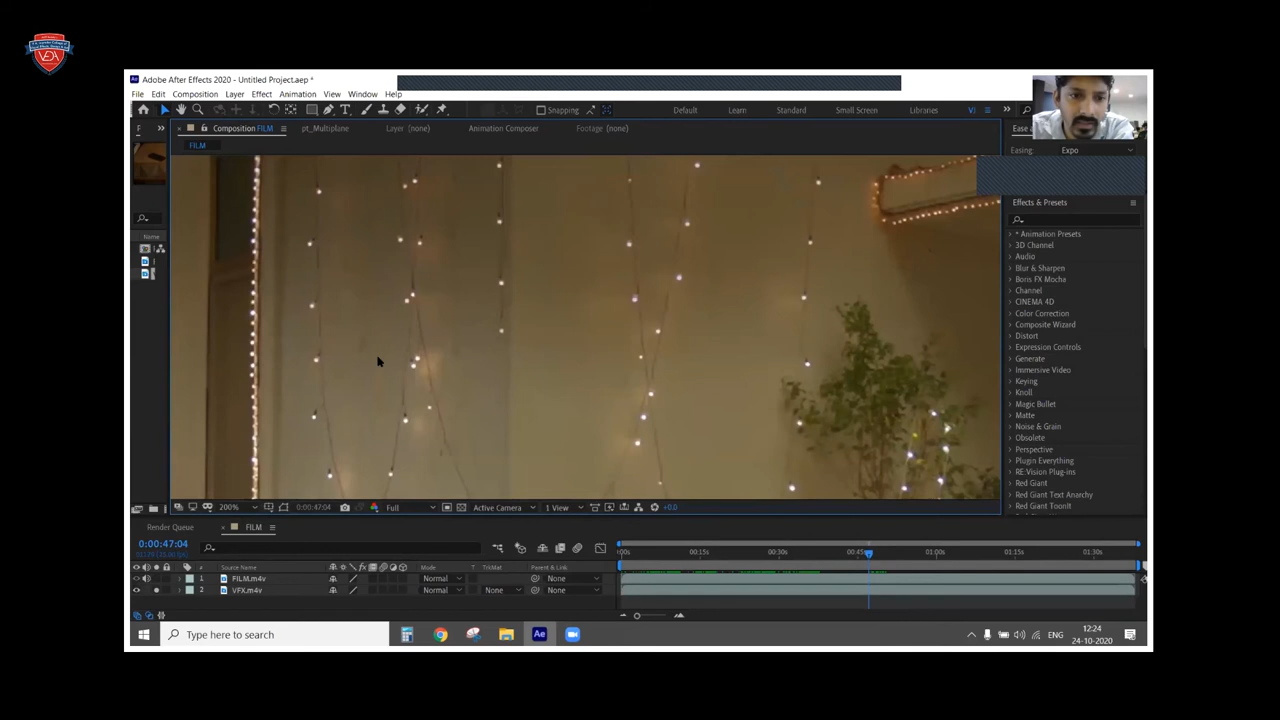 VEDA
Adobe After Effects 2020 - Untitled Project.aep *
File Edit Composition Layer Effect Animation View Window Help
Snapping Default Learn Standard Small Screen Libraries
F Composition FILM pt_Multiplane Layer (none) Animation Composer Footage (none)
FILM
Easing: Expo
Effects & Presets
Name
* Animation Presets
3D Channel
Audio
Blur & Sharpen
Boris FX Mocha
Channel
CINEMA 4D
Color Correction
Composite Wizard
Distort
Expression Controls
Generate
Immersive Video
Keying
Knoll
Magic Bullet
Matte
Noise & Grain
Obsolete
Perspective
Plugin Everything
RE:Vision Plug-ins
Red Giant
Red Giant Text Anarchy
Red Giant ToonIt
200% 0:00:47:04 Full Active Camera 1 View +0.0
Render Queue FILM
0:00:47:04
:00s 00:15s 00:30s 00:45s 01:00s 01:15s 01:30s
# Source Name Mode T TrkMat Parent & Link
1 FILM.m4v Normal None
2 VFX.m4v Normal None None
Type here to search
Ae
ENG
12:24
24-10-2020